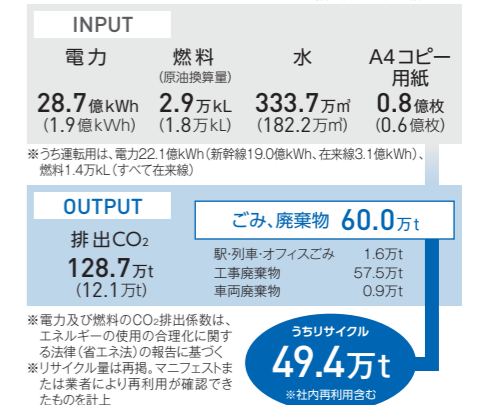 INPUT
電力 燃料 水 A4コピー用紙
(原油換算量)
28.7億kWh 2.9万kL 333.7万㎥ 0.8億枚
(1.9億kWh) (1.8万kL) (182.2万㎥) (0.6億枚)
※うち運転用は、電力22.1億kWh(新幹線19.0億kWh、在来線3.1億kWh)、
燃料1.4万kL(すべて在来線)
OUTPUT
排出CO₂
128.7万t
(12.1万t)
ごみ、廃棄物 60.0万t
駅・列車・オフィスごみ 1.6万t
工事廃棄物 57.5万t
車両廃棄物 0.9万t
※電力及び燃料のCO₂排出係数は、
エネルギーの使用の合理化に関す
る法律(省エネ法)の報告に基づく
※リサイクル量は再掲。マニフェストま
たは業者により再利用が確認でき
たものを計上
うちリサイクル
49.4万t
※社内再利用含む